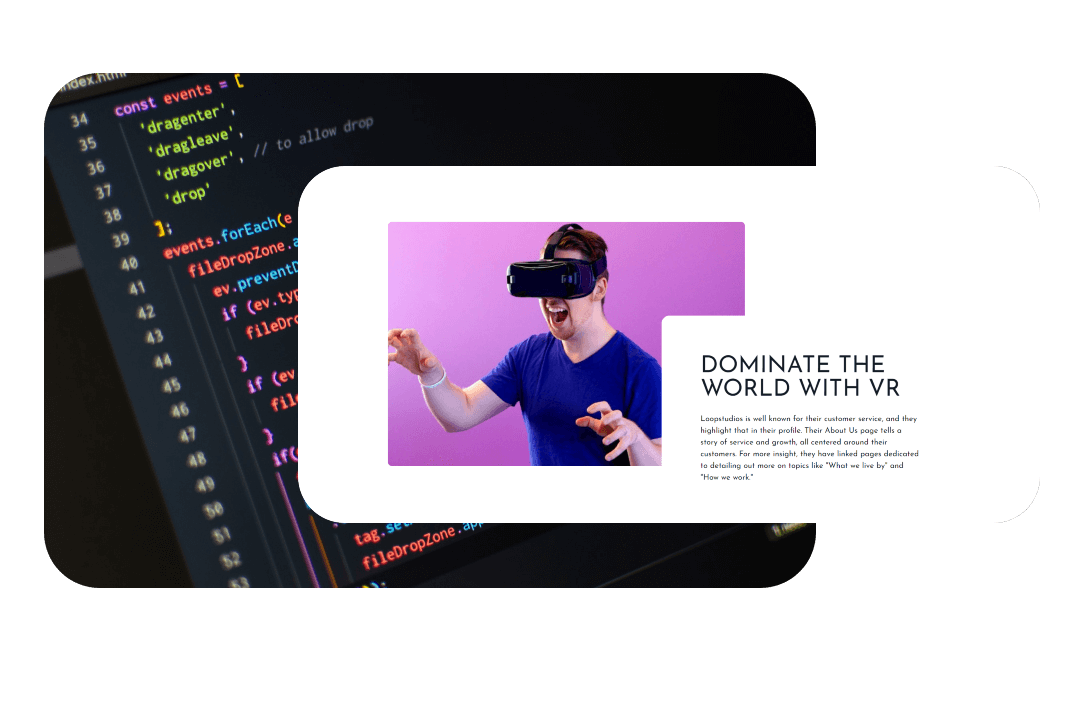 index.html
34
const events = [
35
'dragenter',
36
'dragleave',
37
'dragover', // to allow drop
38
'drop'
39
];
40
events.forEach(e
41
fileDropZone.a
42
ev.prevent
43
if (ev.typ
44
fileDro
45
}
46
if (ev.
47
fil
48
}
49
if(
50
51
52
tag.set
53
fileDropZone.app
});
DOMINATE THE
WORLD WITH VR
Loopstudios is well known for their customer service, and they
highlight that in their profile. Their About Us page tells a
story of service and growth, all centered around their
customers. For more insight, they have linked pages dedicated
to detailing out more on topics like "What we live by" and
"How we work."